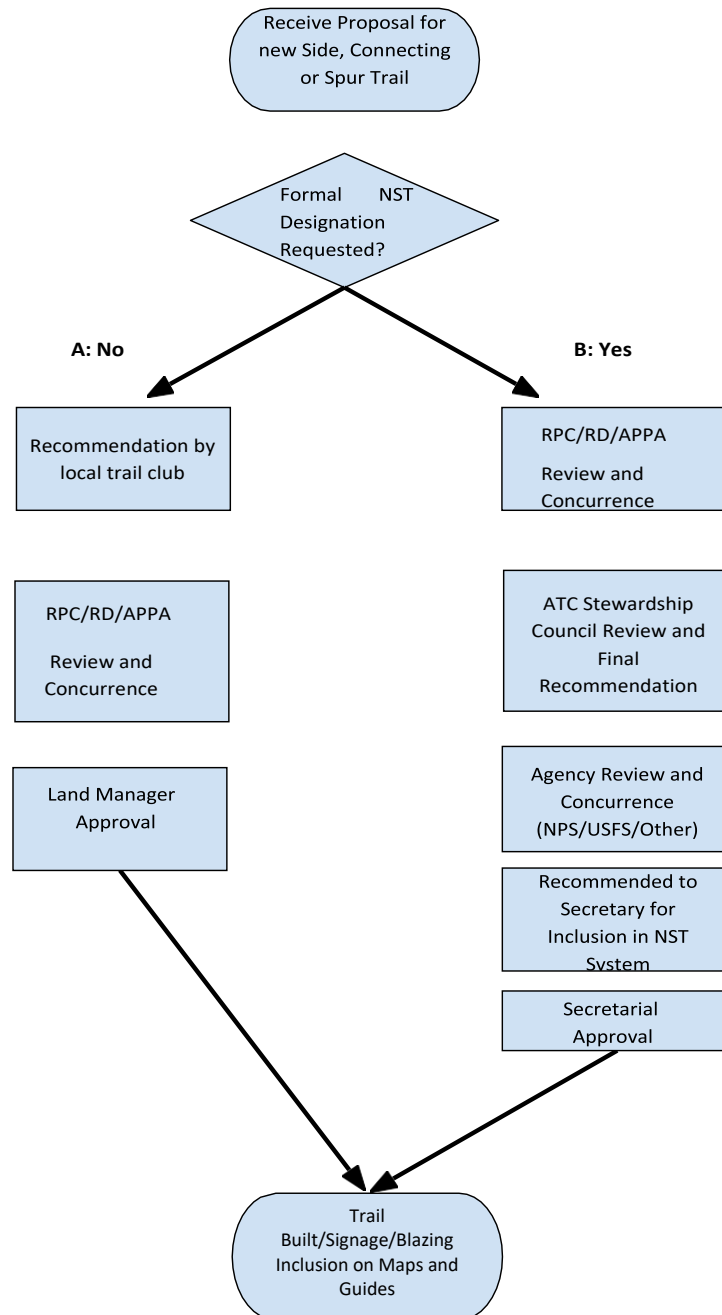 Receive Proposal for
new Side, Connecting
or Spur Trail
Formal NST
Designation
Requested?
A: No
B: Yes
Recommendation by
local trail club
RPC/RD/APPA
Review and
Concurrence
Land Manager
Approval
RPC/RD/APPA
Review and
Concurrence
ATC Stewardship
Council Review and
Final
Recommendation
Agency Review and
Concurrence
(NPS/USFS/Other)
Recommended to
Secretary for
Inclusion in NST
System
Secretarial
Approval
Trail
Built/Signage/Blazing
Inclusion on Maps and
Guides